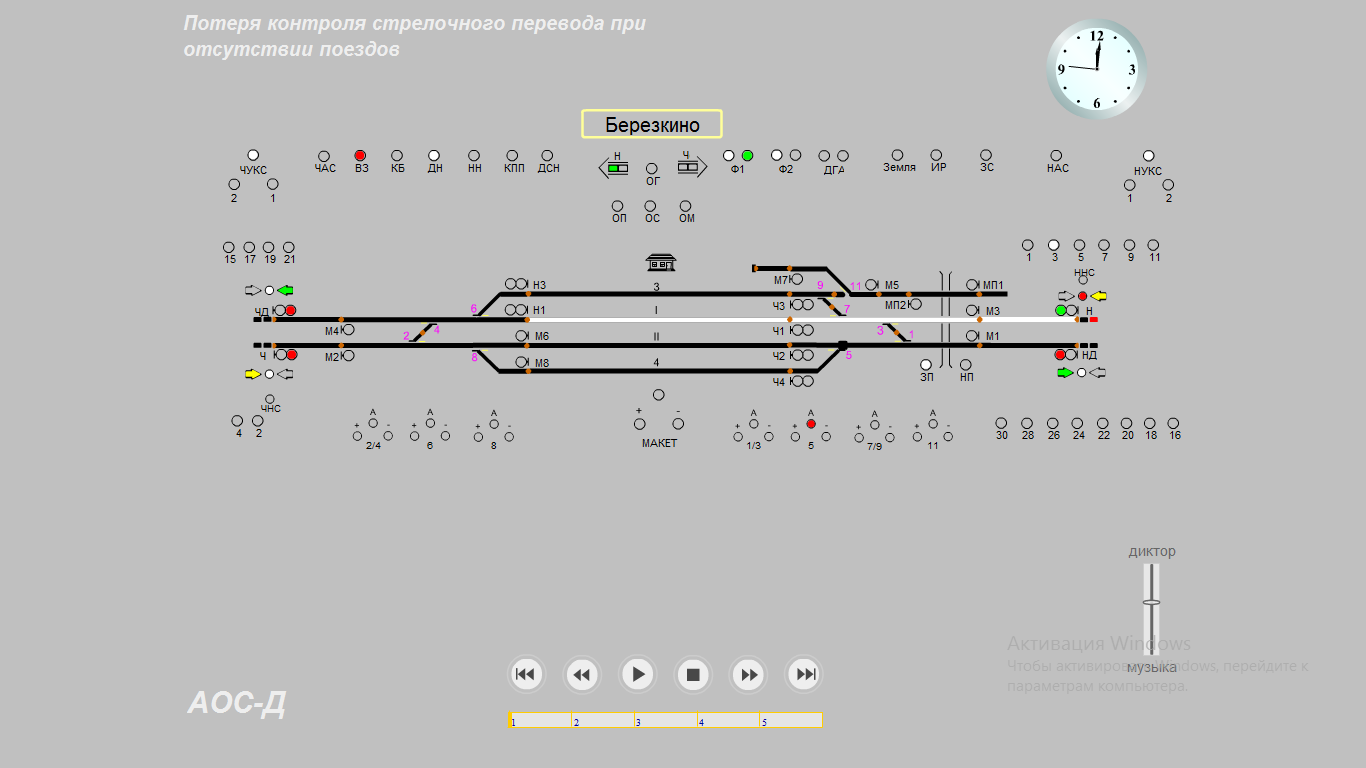 Потеря контроля стрелочного перевода при
отсутствии поездов
12
9 3
6
Березкино
ЧУКС
2 1
ЧАС ВЗ КБ ДН НН КПП ДСН
Н Ч
ОГ
Ф1 Ф2 ДГА
Земля ИР ЗС НАС
НУКС
1 2
ОП ОС ОМ
15 17 19 21
1 3 5 7 9 11
ННС
М7 9 11 М5 МП1
Н3 3
МП2
ЧД 6 Н1 I Ч3 7 М3 Н
М4 2 4 М6 II Ч1 3 1 М1
Ч М2 8 М8 4 Ч2 5 НД
ЗП НП
Ч4
ЧНС
4 2
А А А
+ - + - + -
2/4 6 8
+ -
МАКЕТ
А А А А
+ - + - + - + -
1/3 5 7/9 11
30 28 26 24 22 20 18 16
диктор
Активация Windows
Чтобы активировать Windows, перейдите к
музыка
параметрам компьютера.
АОС-Д
1 2 3 4 5